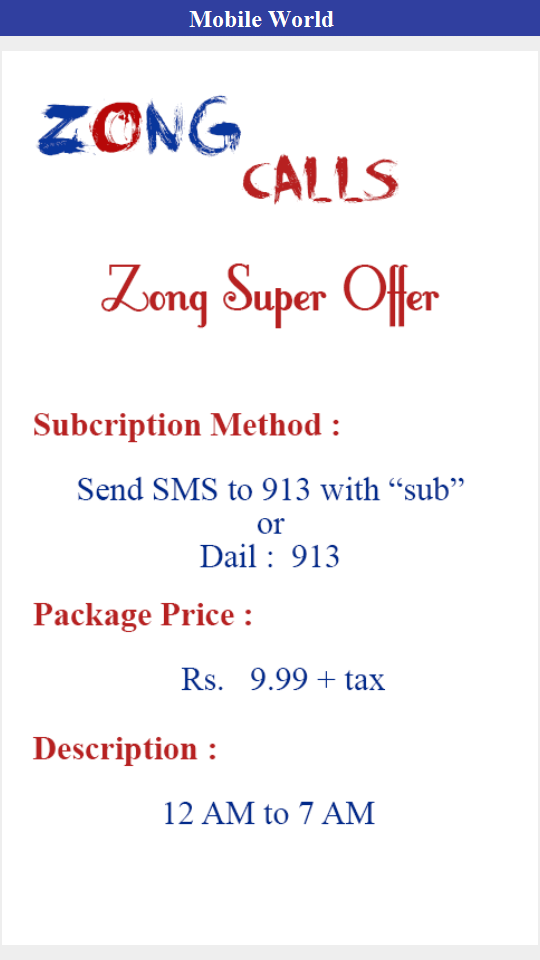 Mobile World
ZONG
CALLS
Zong Super Offer
Subcription Method :
Send SMS to 913 with “sub”
or
Dail :  913
Package Price :
Rs.   9.99 + tax
Description :
12 AM to 7 AM